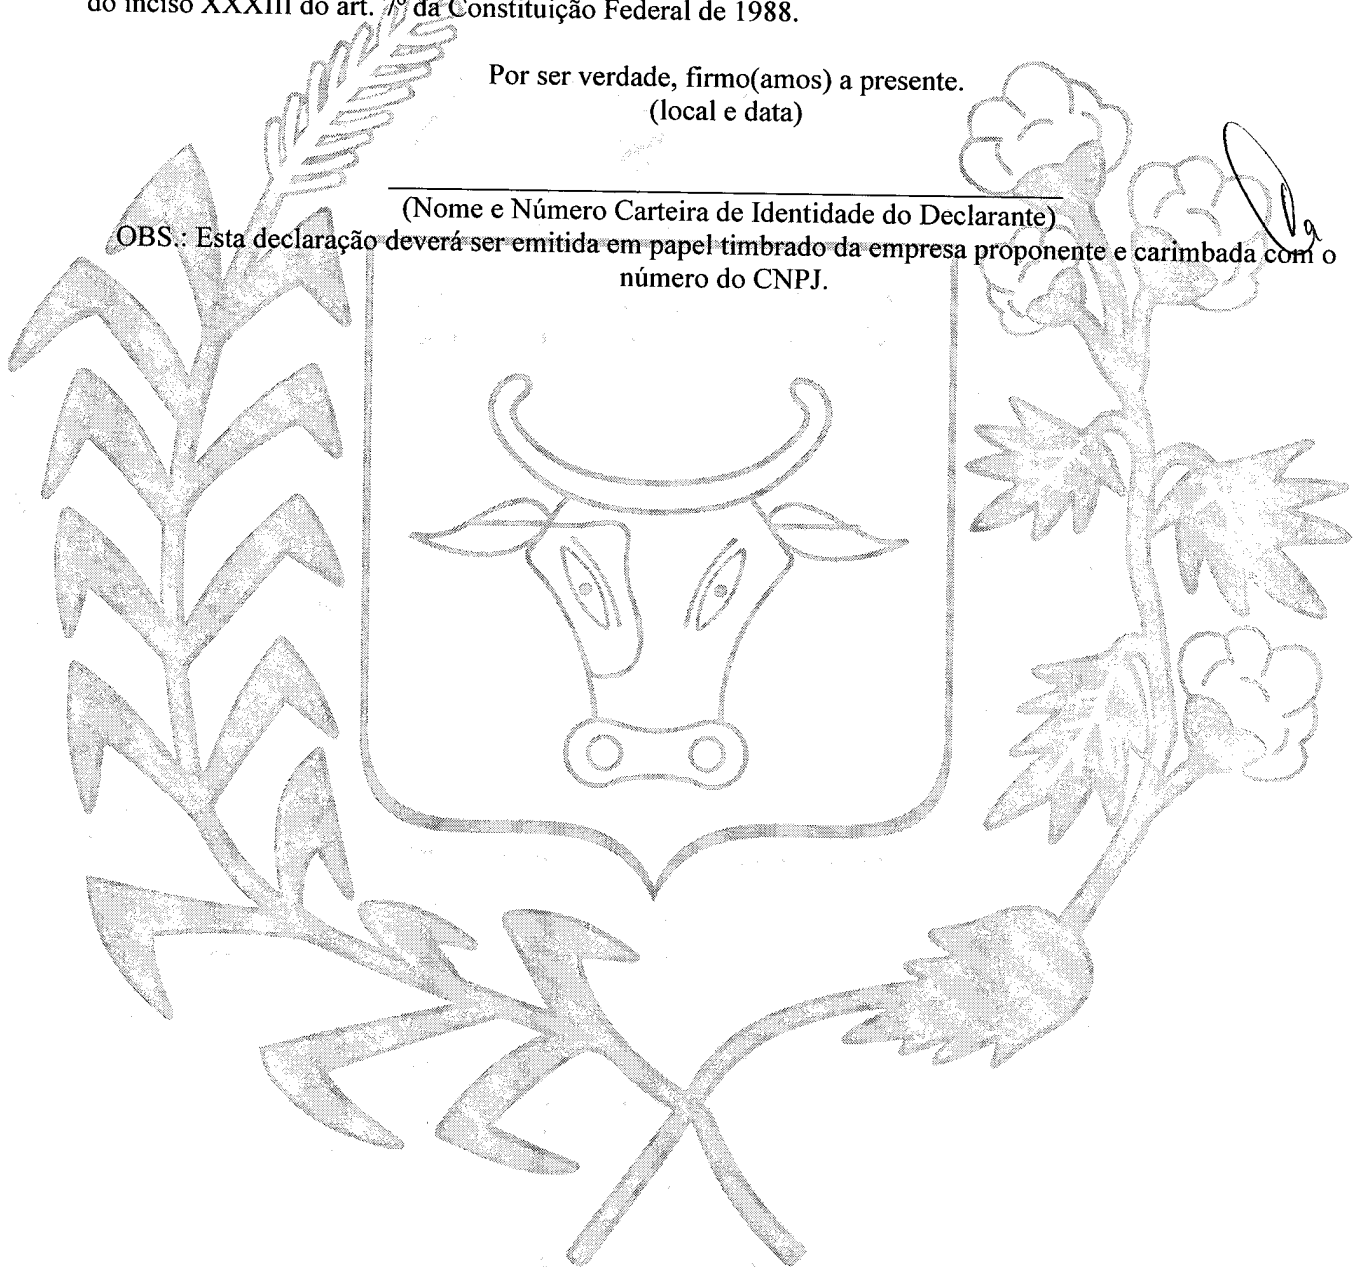 do inciso XXXIII do art. 7º da Constituição Federal de 1988.
Por ser verdade, firmo(amos) a presente.
(local e data)
(Nome e Número Carteira de Identidade do Declarante)
OBS.: Esta declaração deverá ser emitida em papel timbrado da empresa proponente e carimbada com o
número do CNPJ.